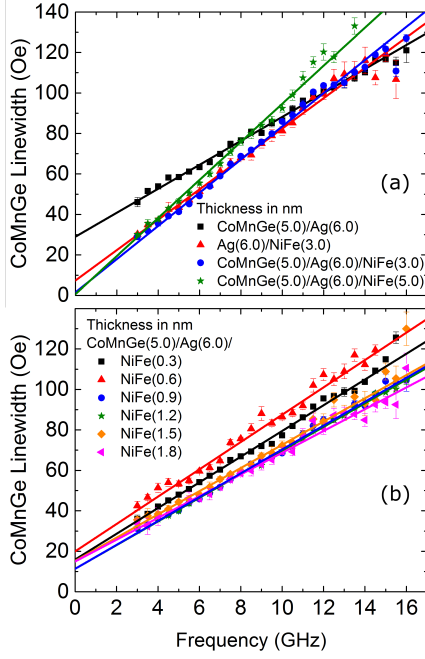 140
120
100
80
60
40
20
0
CoMnGe Linewidth (Oe)
(a)
Thickness in nm
CoMnGe(5.0)/Ag(6.0)
Ag(6.0)/NiFe(3.0)
CoMnGe(5.0)/Ag(6.0)/NiFe(3.0)
CoMnGe(5.0)/Ag(6.0)/NiFe(5.0)
Thickness in nm
CoMnGe(5.0)/Ag(6.0)/
NiFe(0.3)
NiFe(0.6)
NiFe(0.9)
NiFe(1.2)
NiFe(1.5)
NiFe(1.8)
(b)
120
100
80
60
40
20
0
CoMnGe Linewidth (Oe)
0 2 4 6 8 10 12 14 16
Frequency (GHz)